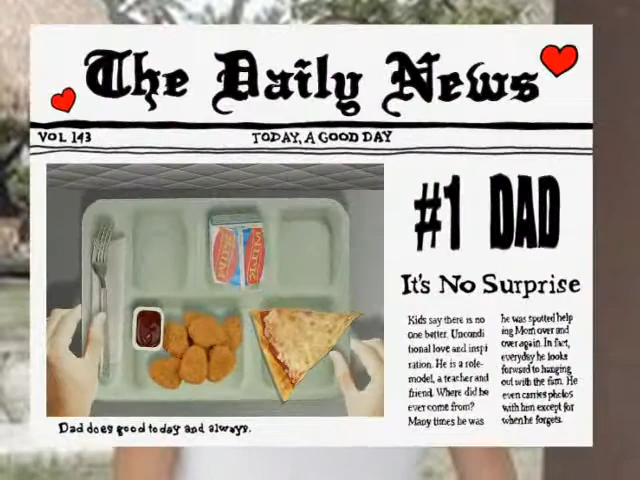 The Daily News
VOL 143
TODAY, A GOOD DAY
#1 DAD
It's No Surprise
Kids say there is no
one better. Uncondi
tional love and inspi
ration. He is a role-
model, a teacher and
friend. Where did he
ever come from?
Many times he was
he was spotted help
ing Mom over and
over again. In fact,
everyday he looks
forward to hanging
out with the fam. He
even carries photos
with him except for
when he forgets.
MILK
MILK
Dad does good today and always.